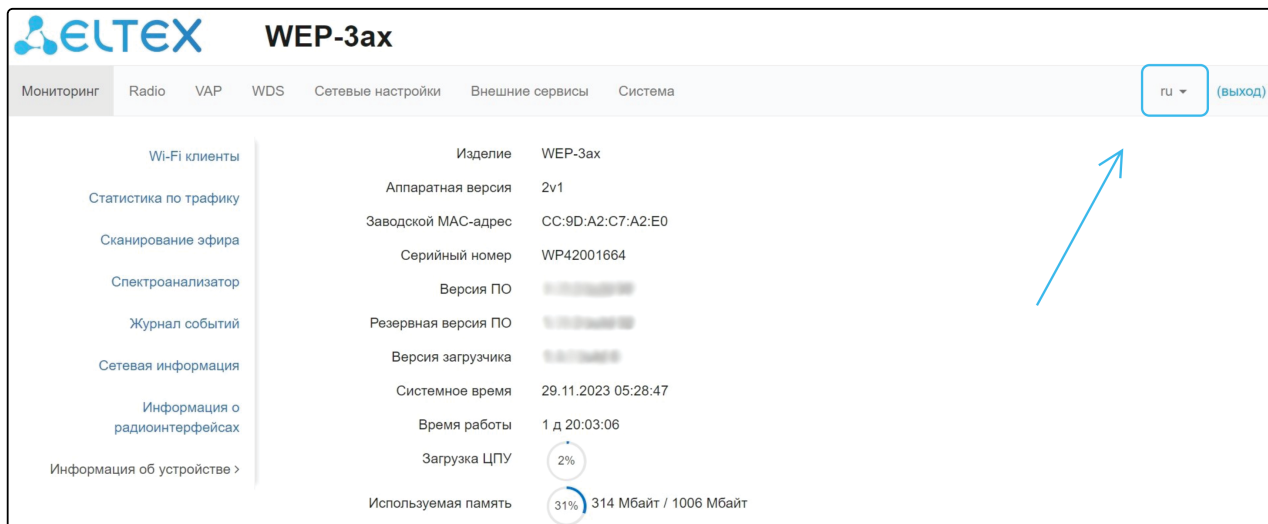 ELTEX WEP-3ax
Мониторинг Radio VAP WDS Сетевые настройки Внешние сервисы Система ru (выход)
Wi-Fi клиенты
Статистика по трафику
Сканирование эфира
Спектроанализатор
Журнал событий
Сетевая информация
Информация о
радиоинтерфейсах
Информация об устройстве >
Изделие WEP-3ax
Аппаратная версия 2v1
Заводской MAC-адрес CC:9D:A2:C7:A2:E0
Серийный номер WP42001664
Версия ПО
Резервная версия ПО
Версия загрузчика
Системное время 29.11.2023 05:28:47
Время работы 1 д 20:03:06
Загрузка ЦПУ 2%
Используемая память 31% 314 Мбайт / 1006 Мбайт